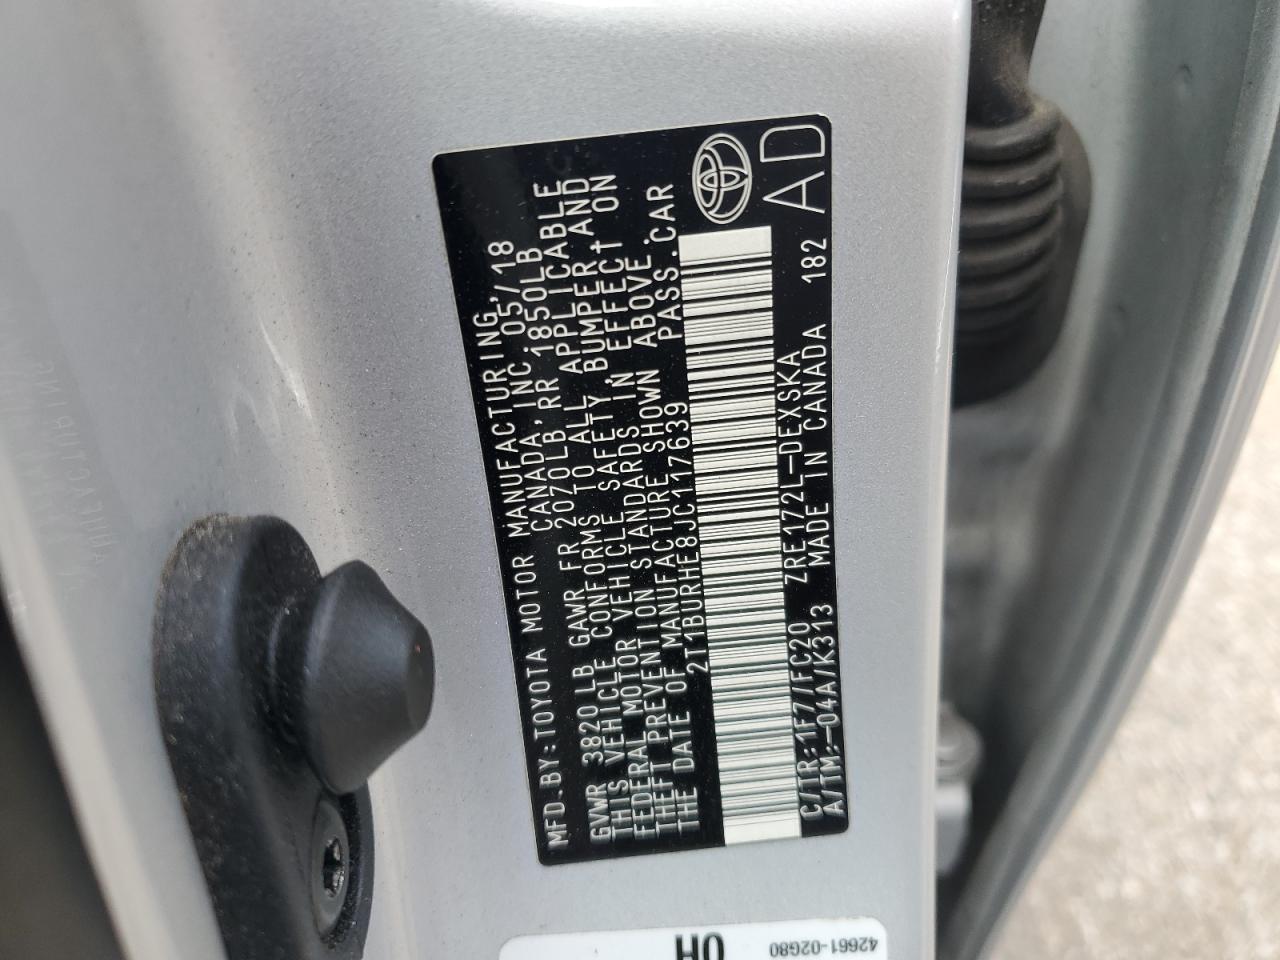 MFD.BY:TOYOTA MOTOR MANUFACTURING,
CANADA, INC. 05/18
GVWR 3820 LB GAWR FR 2070LB,RR 1850LB
THIS VEHICLE CONFORMS TO ALL APPLICABLE
FEDERAL MOTOR VEHICLE SAFETY,BUMPER,AND
THEFT PREVENTION STANDARDS IN EFFECT ON
THE DATE OF MANUFACTURE SHOWN ABOVE.
2T1BURHE8JC117639 PASS.CAR
C/TR:1F7/FC20 ZRE172L-DEXSKA 182
A/TM:-04A/K313 MADE IN CANADA
AD
42661-02G80